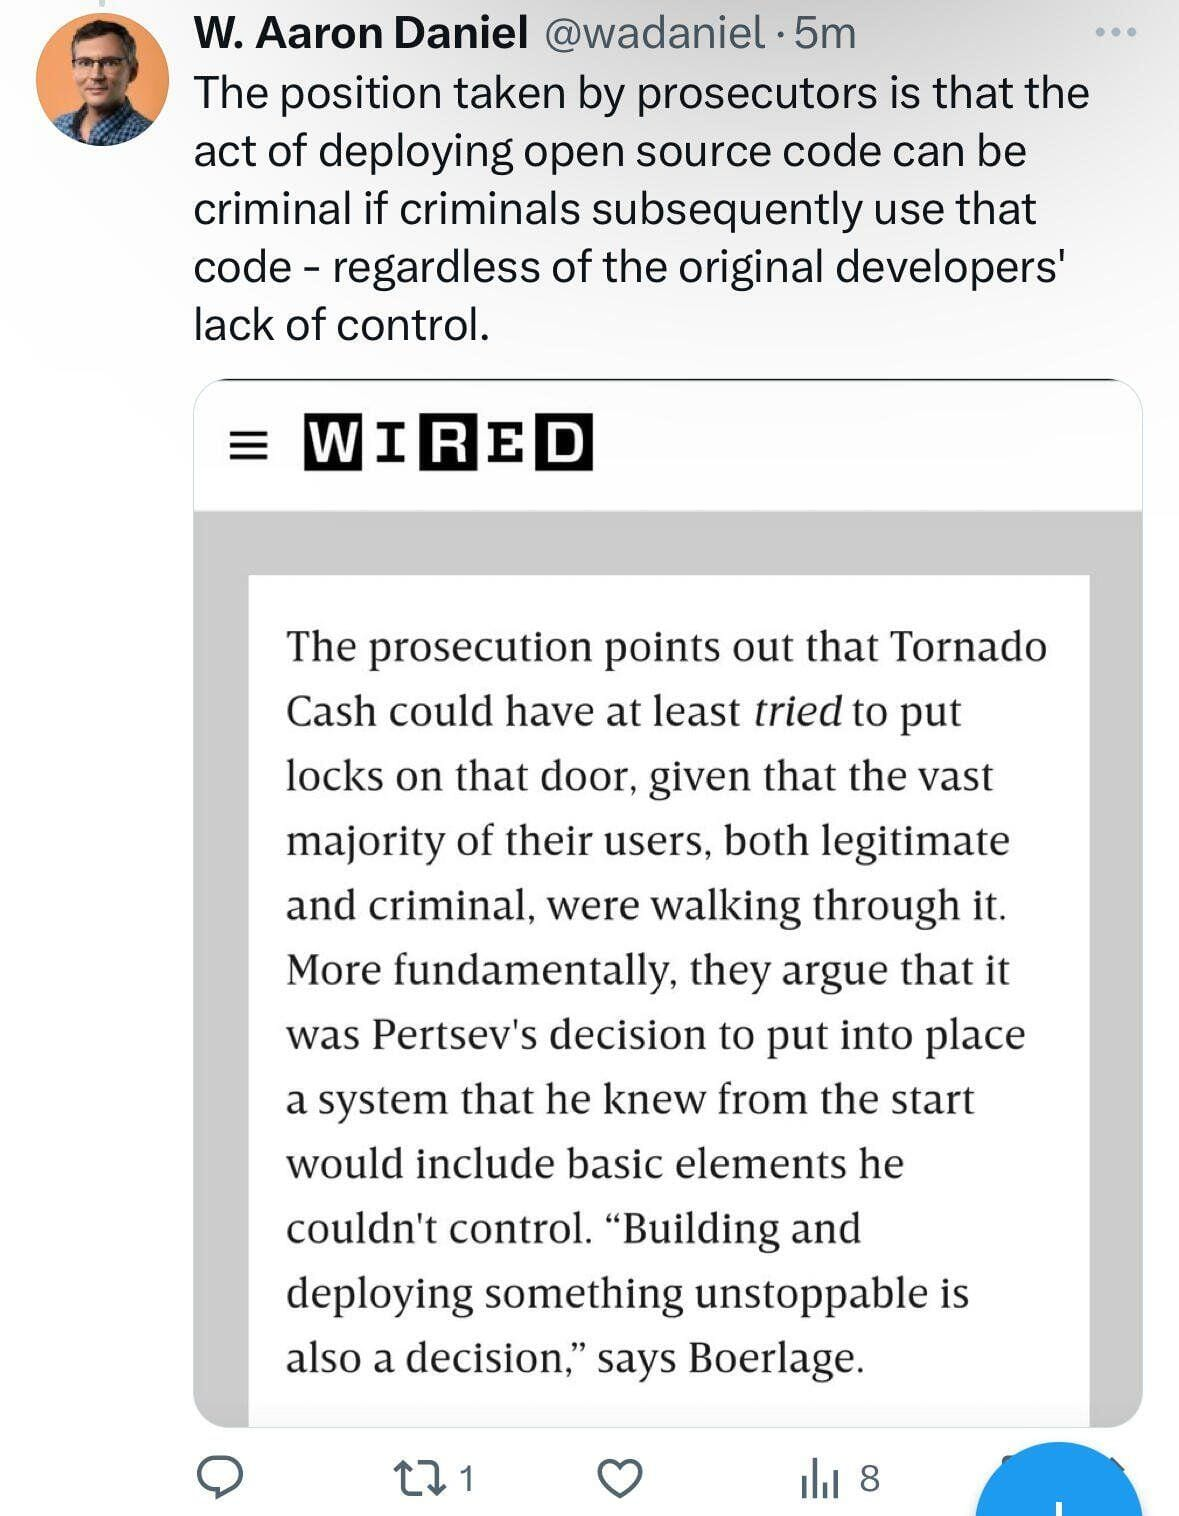 W. Aaron Daniel @wadaniel · 5m
The position taken by prosecutors is that the
act of deploying open source code can be
criminal if criminals subsequently use that
code - regardless of the original developers'
lack of control.
WIRED
The prosecution points out that Tornado
Cash could have at least tried to put
locks on that door, given that the vast
majority of their users, both legitimate
and criminal, were walking through it.
More fundamentally, they argue that it
was Pertsev's decision to put into place
a system that he knew from the start
would include basic elements he
couldn't control. “Building and
deploying something unstoppable is
also a decision,” says Boerlage.
1 8